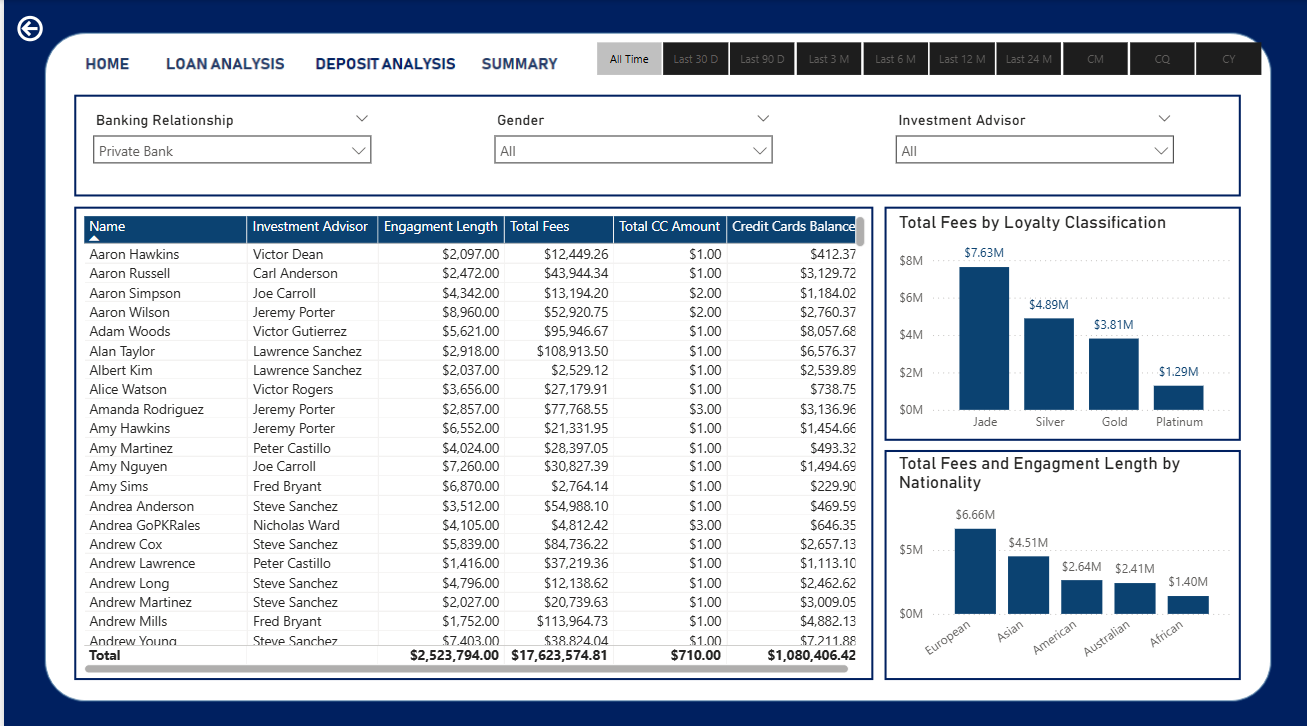 HOME LOAN ANALYSIS DEPOSIT ANALYSIS SUMMARY
All Time Last 30 D Last 90 D Last 3 M Last 6 M Last 12 M Last 24 M CM CQ CY
Banking Relationship Gender Investment Advisor
Private Bank All All
Name Investment Advisor Engagment Length Total Fees Total CC Amount Credit Cards Balance
Aaron Hawkins Victor Dean $2,097.00 $12,449.26 $1.00 $412.37
Aaron Russell Carl Anderson $2,472.00 $43,944.34 $1.00 $3,129.72
Aaron Simpson Joe Carroll $4,342.00 $13,194.20 $2.00 $1,184.02
Aaron Wilson Jeremy Porter $8,960.00 $52,920.75 $2.00 $2,760.37
Adam Woods Victor Gutierrez $5,621.00 $95,946.67 $1.00 $8,057.68
Alan Taylor Lawrence Sanchez $2,918.00 $108,913.50 $1.00 $6,576.37
Albert Kim Lawrence Sanchez $2,037.00 $2,529.12 $1.00 $2,539.89
Alice Watson Victor Rogers $3,656.00 $27,179.91 $1.00 $738.75
Amanda Rodriguez Jeremy Porter $2,857.00 $77,768.55 $3.00 $3,136.96
Amy Hawkins Jeremy Porter $6,552.00 $21,331.95 $1.00 $1,454.66
Amy Martinez Peter Castillo $4,024.00 $28,397.05 $1.00 $493.32
Amy Nguyen Joe Carroll $7,260.00 $30,827.39 $1.00 $1,494.69
Amy Sims Fred Bryant $6,870.00 $2,764.14 $1.00 $229.90
Andrea Anderson Steve Sanchez $3,512.00 $54,988.10 $1.00 $469.59
Andrea GoPKRales Nicholas Ward $4,105.00 $4,812.42 $3.00 $646.35
Andrew Cox Steve Sanchez $5,839.00 $84,736.22 $1.00 $2,657.13
Andrew Lawrence Peter Castillo $1,416.00 $37,219.36 $1.00 $1,113.10
Andrew Long Steve Sanchez $4,796.00 $12,138.62 $1.00 $2,462.62
Andrew Martinez Steve Sanchez $2,027.00 $20,739.63 $1.00 $3,009.05
Andrew Mills Fred Bryant $1,752.00 $113,964.73 $1.00 $4,882.13
Andrew Young Steve Sanchez $7,403.00 $38,824.04 $1.00 $7,211.88
Total $2,523,794.00 $17,623,574.81 $710.00 $1,080,406.42
Total Fees by Loyalty Classification
$8M
$6M
$4M
$2M
$0M
$7.63M
$4.89M
$3.81M
$1.29M
Jade Silver Gold Platinum
Total Fees and Engagment Length by
Nationality
$5M
$0M
$6.66M
$4.51M
$2.64M
$2.41M
$1.40M
European Asian American Australian African